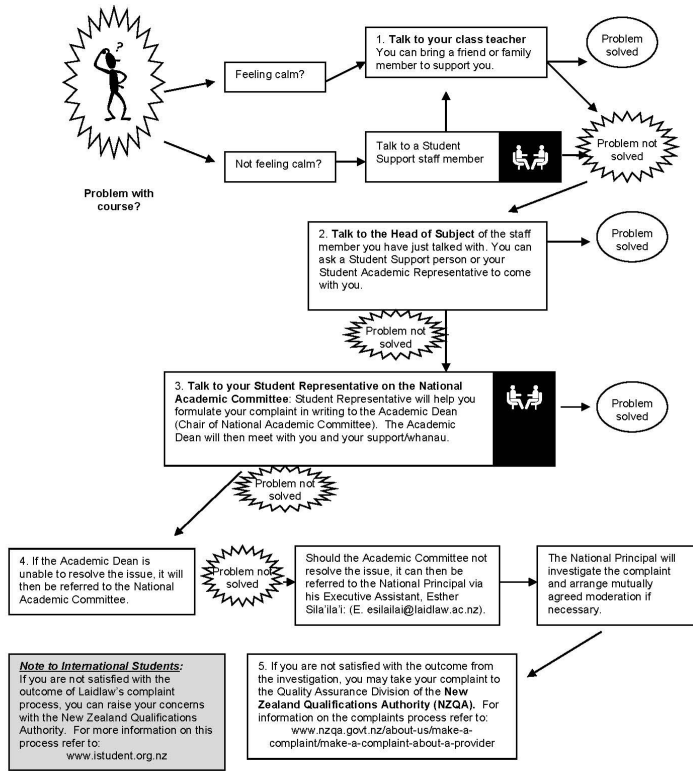 ?
Problem with
course?
Feeling calm?
Not feeling calm?
1. Talk to your class teacher
You can bring a friend or family
member to support you.
Problem
solved
Talk to a Student
Support staff member
Problem not
solved
2. Talk to the Head of Subject of the staff
member you have just talked with. You can
ask a Student Support person or your
Student Academic Representative to come
with you.
Problem
solved
Problem not
solved
3. Talk to your Student Representative on the National
Academic Committee: Student Representative will help you
formulate your complaint in writing to the Academic Dean
(Chair of National Academic Committee). The Academic
Dean will then meet with you and your support/whanau.
Problem
solved
Problem not
solved
4. If the Academic Dean is
unable to resolve the issue, it will
then be referred to the National
Academic Committee.
Problem not
solved
Should the Academic Committee not
resolve the issue, it can then be
referred to the National Principal via
his Executive Assistant, Esther
Sila'ila'i: (E. esilailai@laidlaw.ac.nz).
The National Principal will
investigate the complaint
and arrange mutually
agreed moderation if
necessary.
Note to International Students:
If you are not satisfied with the
outcome of Laidlaw's complaint
process, you can raise your concerns
with the New Zealand Qualifications
Authority. For more information on this
process refer to:
www.istudent.org.nz
5. If you are not satisfied with the outcome from
the investigation, you may take your complaint
to the Quality Assurance Division of the New
Zealand Qualifications Authority (NZQA). For
information on the complaints process refer to:
www.nzqa.govt.nz/about-us/make-a-
complaint/make-a-complaint-about-a-provider